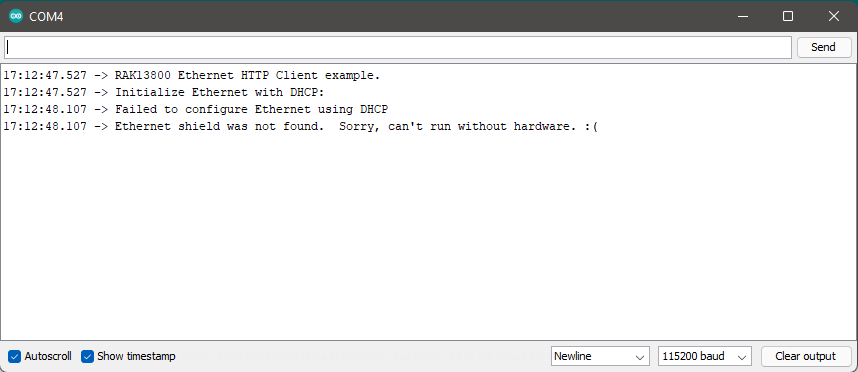 COM4
Send
17:12:47.527 -> RAK13800 Ethernet HTTP Client example.
17:12:47.527 -> Initialize Ethernet with DHCP:
17:12:48.107 -> Failed to configure Ethernet using DHCP
17:12:48.107 -> Ethernet shield was not found.  Sorry, can't run without hardware. :(
Autoscroll Show timestamp Newline 115200 baud Clear output